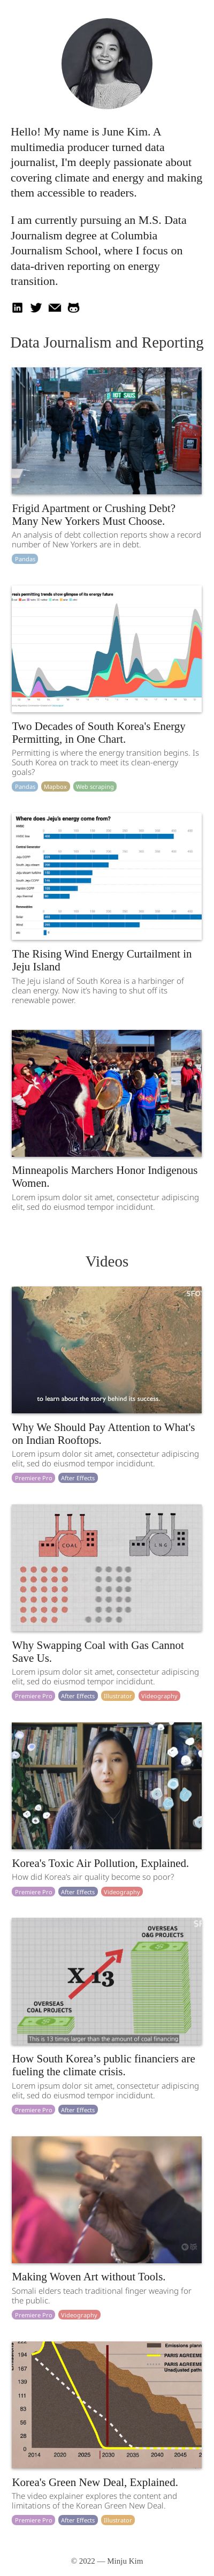 Hello! My name is June Kim. A
multimedia producer turned data
journalist, I'm deeply passionate about
covering climate and energy and making
them accessible to readers.
I am currently pursuing an M.S. Data
Journalism degree at Columbia
Journalism School, where I focus on
data-driven reporting on energy
transition.
Data Journalism and Reporting
Frigid Apartment or Crushing Debt?
Many New Yorkers Must Choose.
An analysis of debt collection reports show a record
number of New Yorkers are in debt.
Pandas
rea's permitting trends show glimpses of its energy future
Two Decades of South Korea's Energy
Permitting, in One Chart.
Permitting is where the energy transition begins. Is
South Korea on track to meet its clean-energy
goals?
Pandas Mapbox Web scraping
Where does Jeju's energy come from?
The Rising Wind Energy Curtailment in
Jeju Island
The Jeju island of South Korea is a harbinger of
clean energy. Now it's having to shut off its
renewable power.
Minneapolis Marchers Honor Indigenous
Women.
Lorem ipsum dolor sit amet, consectetur adipiscing
elit, sed do eiusmod tempor incididunt.
Videos
SFO
to learn about the story behind its success.
Why We Should Pay Attention to What's
on Indian Rooftops.
Lorem ipsum dolor sit amet, consectetur adipiscing
elit, sed do eiusmod tempor incididunt.
Premiere Pro After Effects
COAL LNG
Why Swapping Coal with Gas Cannot
Save Us.
Lorem ipsum dolor sit amet, consectetur adipiscing
elit, sed do eiusmod tempor incididunt.
Premiere Pro After Effects Illustrator Videography
Korea's Toxic Air Pollution, Explained.
How did Korea's air quality become so poor?
Premiere Pro After Effects Videography
OVERSEAS
O&G PROJECTS
X 13
OVERSEAS
COAL PROJECTS
This is 13 times larger than the amount of coal financing
How South Korea’s public financiers are
fueling the climate crisis.
Lorem ipsum dolor sit amet, consectetur adipiscing
elit, sed do eiusmod tempor incididunt.
Premiere Pro After Effects
Making Woven Art without Tools.
Somali elders teach traditional finger weaving for
the public.
Premiere Pro Videography
Emissions plann
194
PARIS AGREEME
167
PARIS AGREEME
139
Unadjusted path
111
83
56
28
0
2014 2020 2030 2040 2
Korea's Green New Deal, Explained.
The video explainer explores the content and
limitations of the Korean Green New Deal.
Premiere Pro After Effects Illustrator
© 2022 — Minju Kim